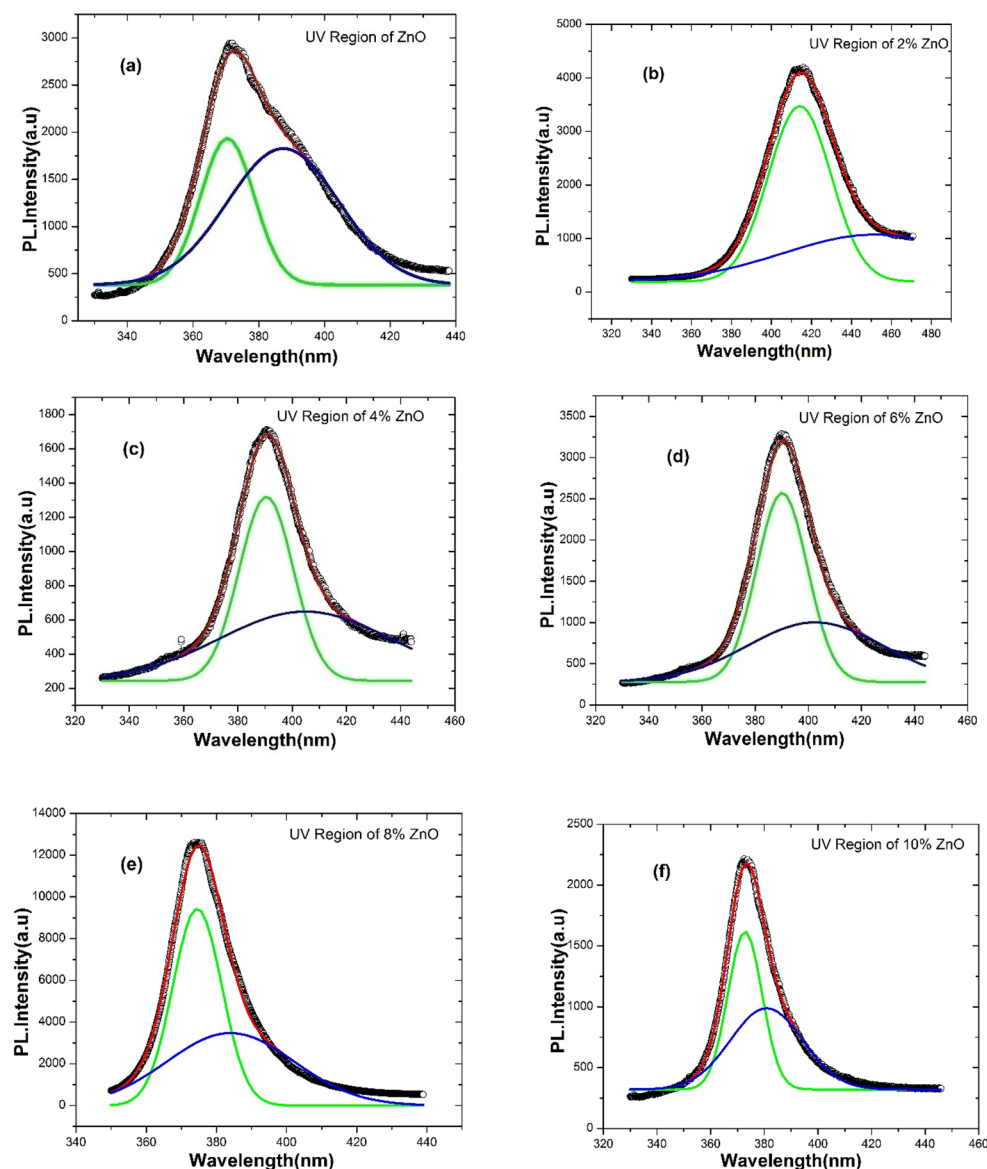 UV Region of ZnO
(a)
PL.Intensity(a.u)
3000
2500
2000
1500
1000
500
0
340 360 380 400 420 440
Wavelength(nm)
UV Region of 2% ZnO
(b)
PL.Intensity(a.u)
5000
4000
3000
2000
1000
0
320 340 360 380 400 420 440 460 480
Wavelength(nm)
UV Region of 4% ZnO
(c)
PL.Intensity(a.u)
1800
1600
1400
1200
1000
800
600
400
200
320 340 360 380 400 420 440 460
Wavelength(nm)
UV Region of 6% ZnO
(d)
PL.Intensity(a.u)
3500
3000
2500
2000
1500
1000
500
0
320 340 360 380 400 420 440 460
Wavelength(nm)
UV Region of 8% ZnO
(e)
PL.Intensity(a.u)
14000
12000
10000
8000
6000
4000
2000
0
340 360 380 400 420 440
Wavelength(nm)
UV Region of 10% ZnO
(f)
PL.Intensity(a.u)
2500
2000
1500
1000
500
0
320 340 360 380 400 420 440 460
Wavelength(nm)